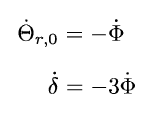 Θ̇_{r,0} = −Φ̇
δ̇ = −3Φ̇